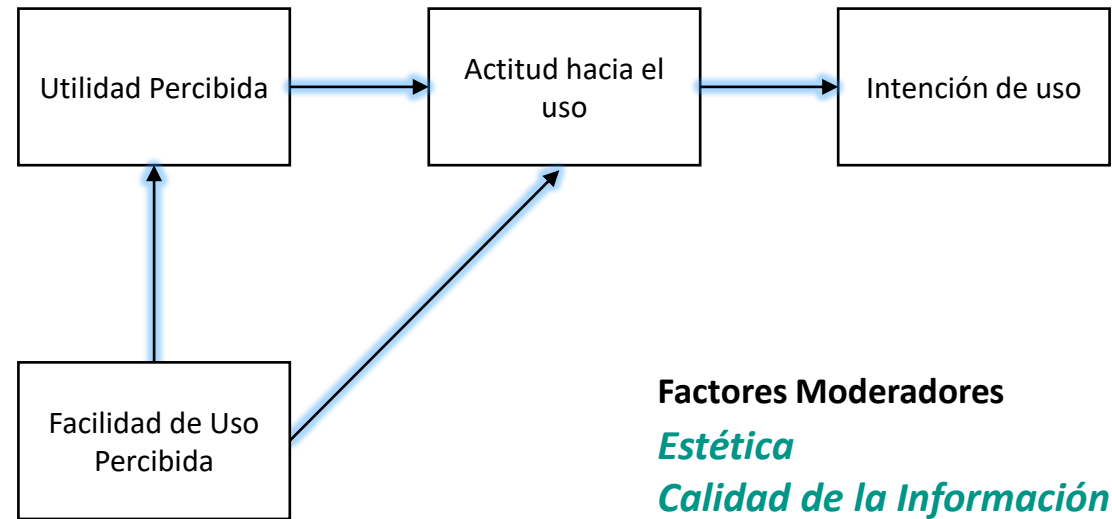 Utilidad Percibida
Actitud hacia el
uso
Intención de uso
Facilidad de Uso
Percibida
Factores Moderadores
Estética
Calidad de la Información